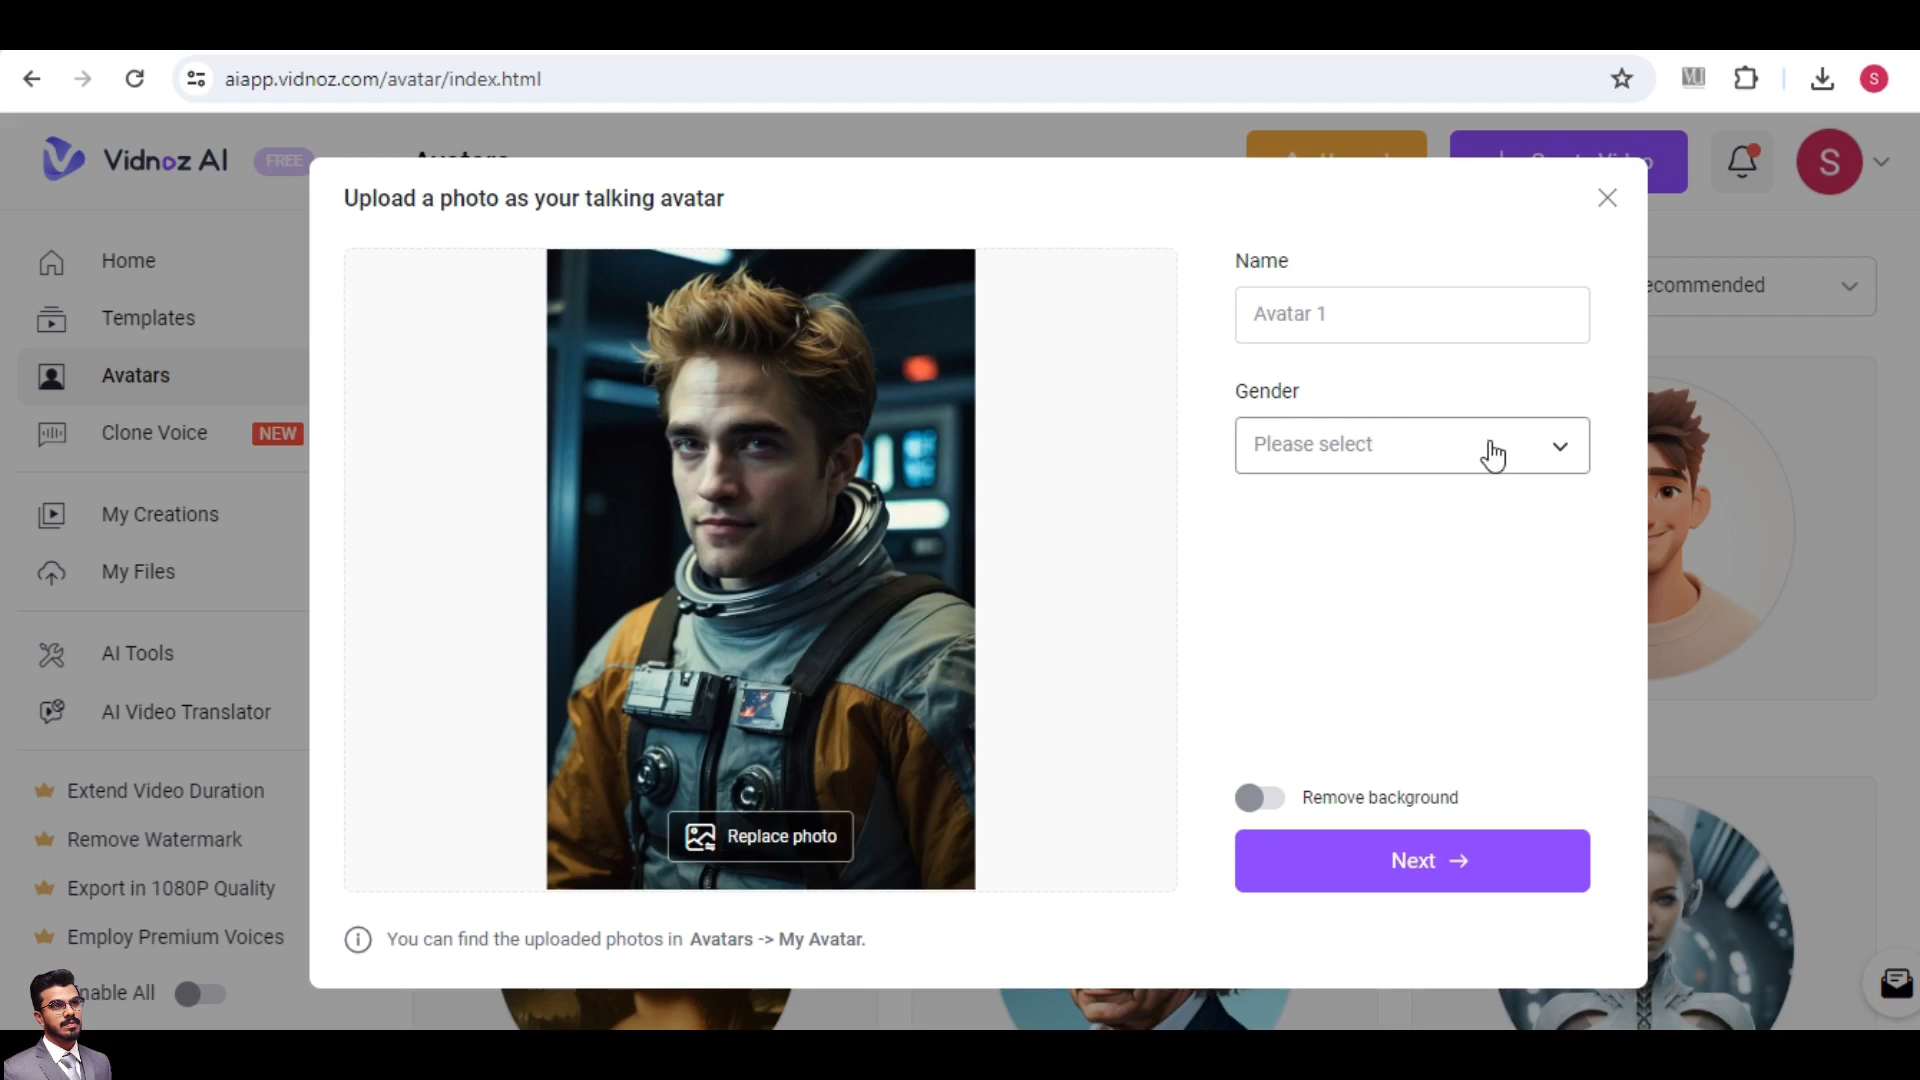 aiapp.vidnoz.com/avatar/index.html
S
Vidnoz AI FREE
S
Upload a photo as your talking avatar
Home
Templates
Avatars
Clone Voice NEW
My Creations
My Files
AI Tools
AI Video Translator
Extend Video Duration
Remove Watermark
Export in 1080P Quality
Employ Premium Voices
nable All
Replace photo
Name
Avatar 1
Gender
Please select
Remove background
Next →
You can find the uploaded photos in Avatars -> My Avatar.
ecommended